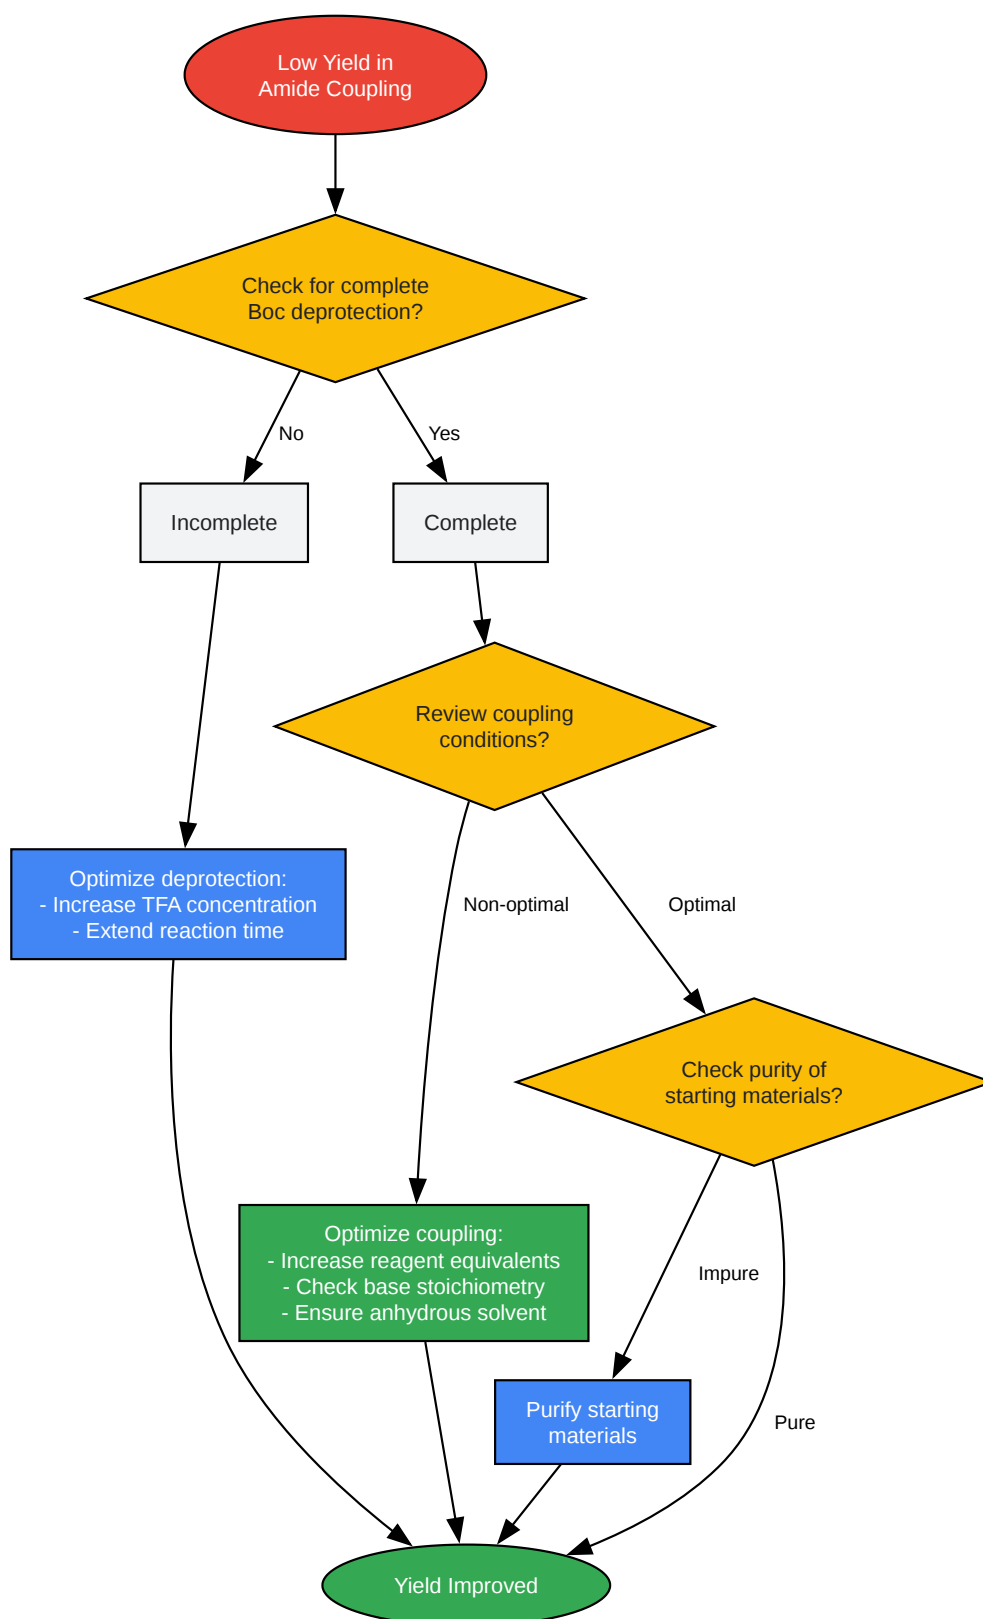 Low Yield in
Amide Coupling
Check for complete
Boc deprotection?
No
Yes
Incomplete
Complete
Review coupling
conditions?
Optimize deprotection:
- Increase TFA concentration
- Extend reaction time
Non-optimal
Optimal
Check purity of
starting materials?
Optimize coupling:
- Increase reagent equivalents
- Check base stoichiometry
- Ensure anhydrous solvent
Impure
Purify starting
materials
Pure
Yield Improved